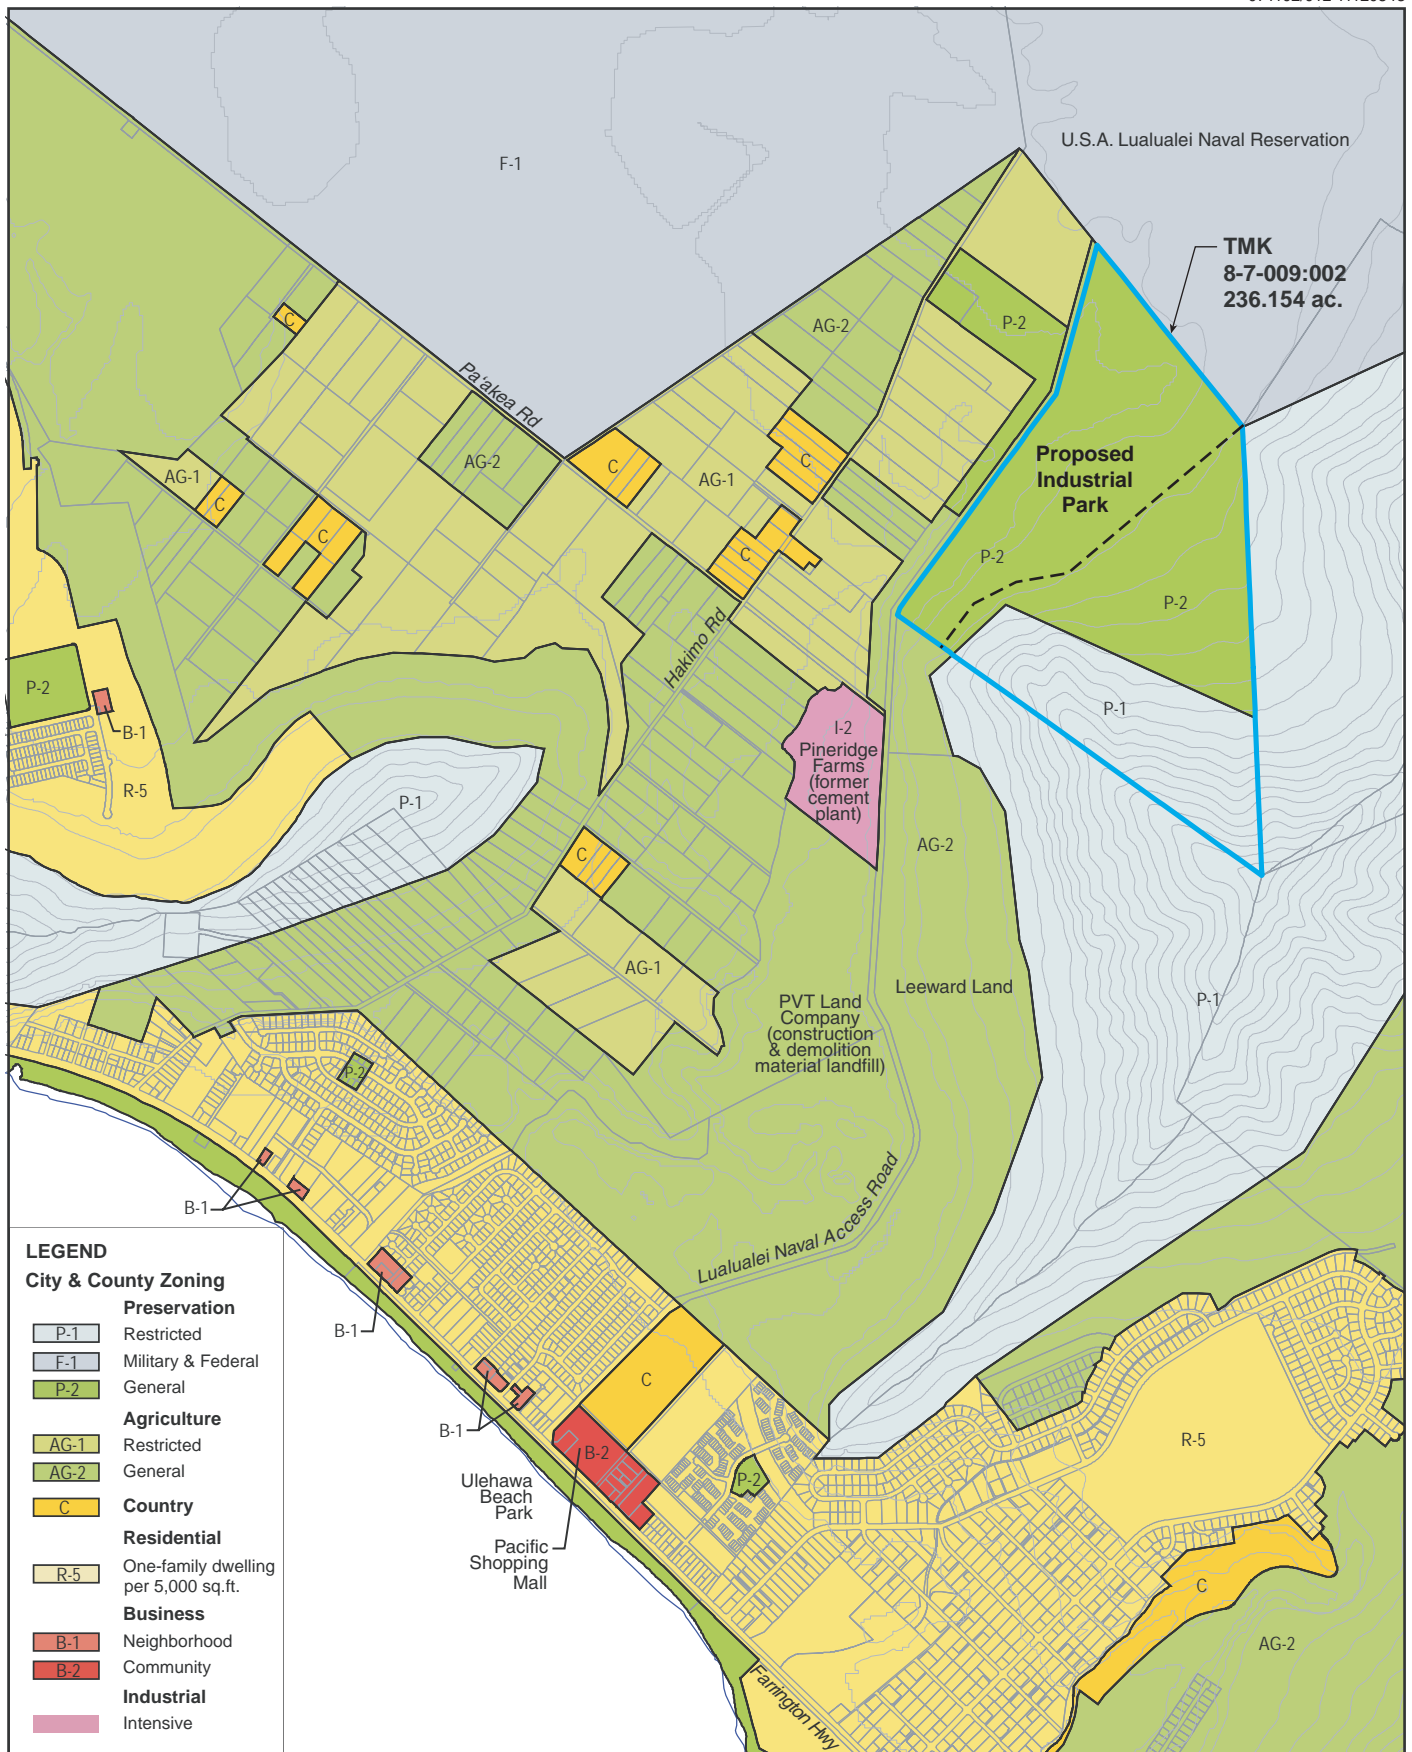 F-1
U.S.A. Lualualei Naval Reservation
TMK
8-7-009:002
236.154 ac.
C
AG-2
P-2
Pa'akea Rd
AG-2
AG-1
C
C
C
AG-1
C
C
C
Proposed
Industrial
Park
P-2
P-2
Hakimo Rd
P-2
B-1
R-5
P-1
I-2
Pineridge
Farms
(former
cement
plant)
P-1
AG-2
C
AG-1
Leeward Land
PVT Land
Company
(construction
& demolition
material landfill)
P-1
P-2
B-1
Lualualei Naval Access Road
B-1
C
B-1
B-2
P-2
R-5
Ulehawa
Beach
Park
Pacific
Shopping
Mall
C
AG-2
Farrington Hwy
LEGEND
City & County Zoning
Preservation
P-1 Restricted
F-1 Military & Federal
P-2 General
Agriculture
AG-1 Restricted
AG-2 General
C Country
Residential
R-5 One-family dwelling
per 5,000 sq.ft.
Business
B-1 Neighborhood
B-2 Community
Industrial
Intensive